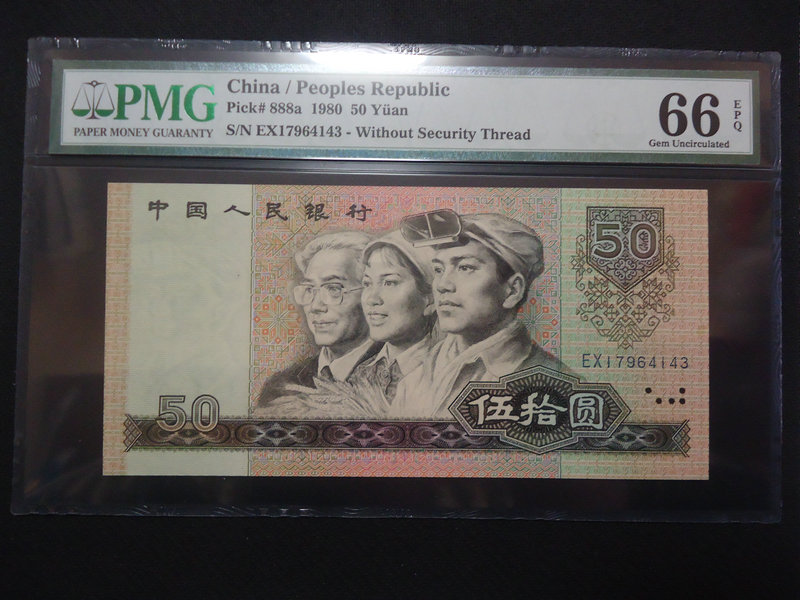 PMG
PAPER MONEY GUARANTY
China / Peoples Republic
Pick# 888a 1980 50 Yüan
S/N EX17964143 - Without Security Thread
66
EPQ
Gem Uncirculated
中国人民银行
50
EX17964143
50
伍拾圆